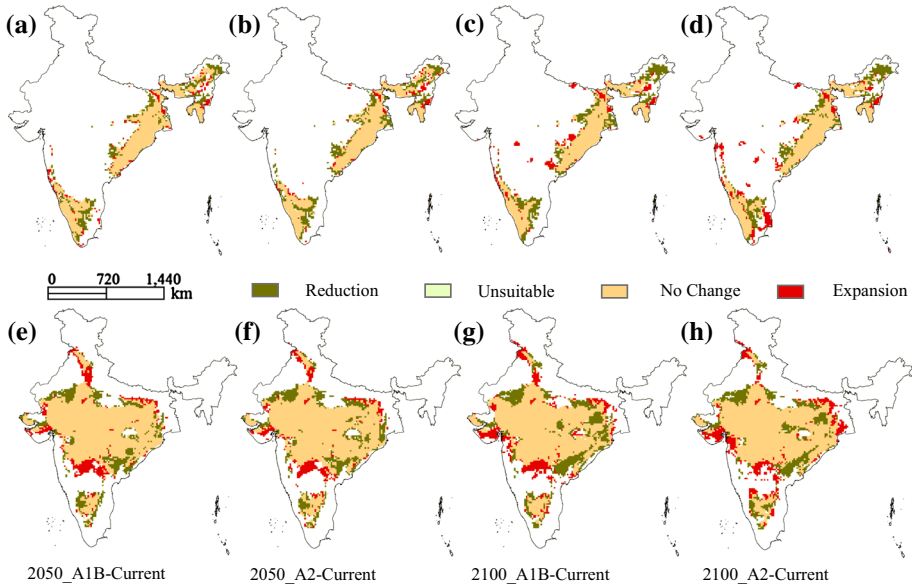 (a) (b) (c) (d)
0 720 1,440
km
Reduction Unsuitable No Change Expansion
(e) (f) (g) (h)
2050_A1B-Current 2050_A2-Current 2100_A1B-Current 2100_A2-Current